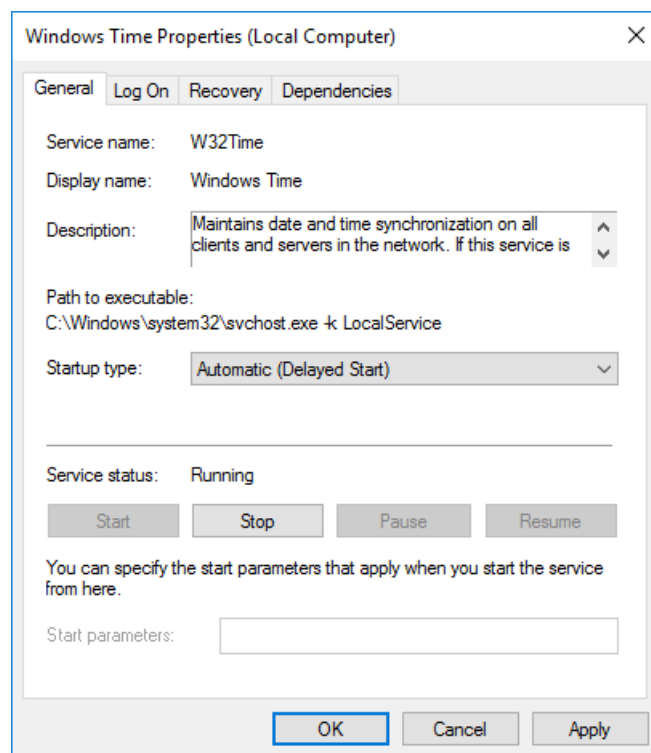 Windows Time Properties (Local Computer)
General Log On Recovery Dependencies
Service name: W32Time
Display name: Windows Time
Description: Maintains date and time synchronization on all
clients and servers in the network. If this service is
Path to executable:
C:\Windows\system32\svchost.exe -k LocalService
Startup type: Automatic (Delayed Start)
Service status: Running
Start Stop Pause Resume
You can specify the start parameters that apply when you start the service
from here.
Start parameters:
OK Cancel Apply